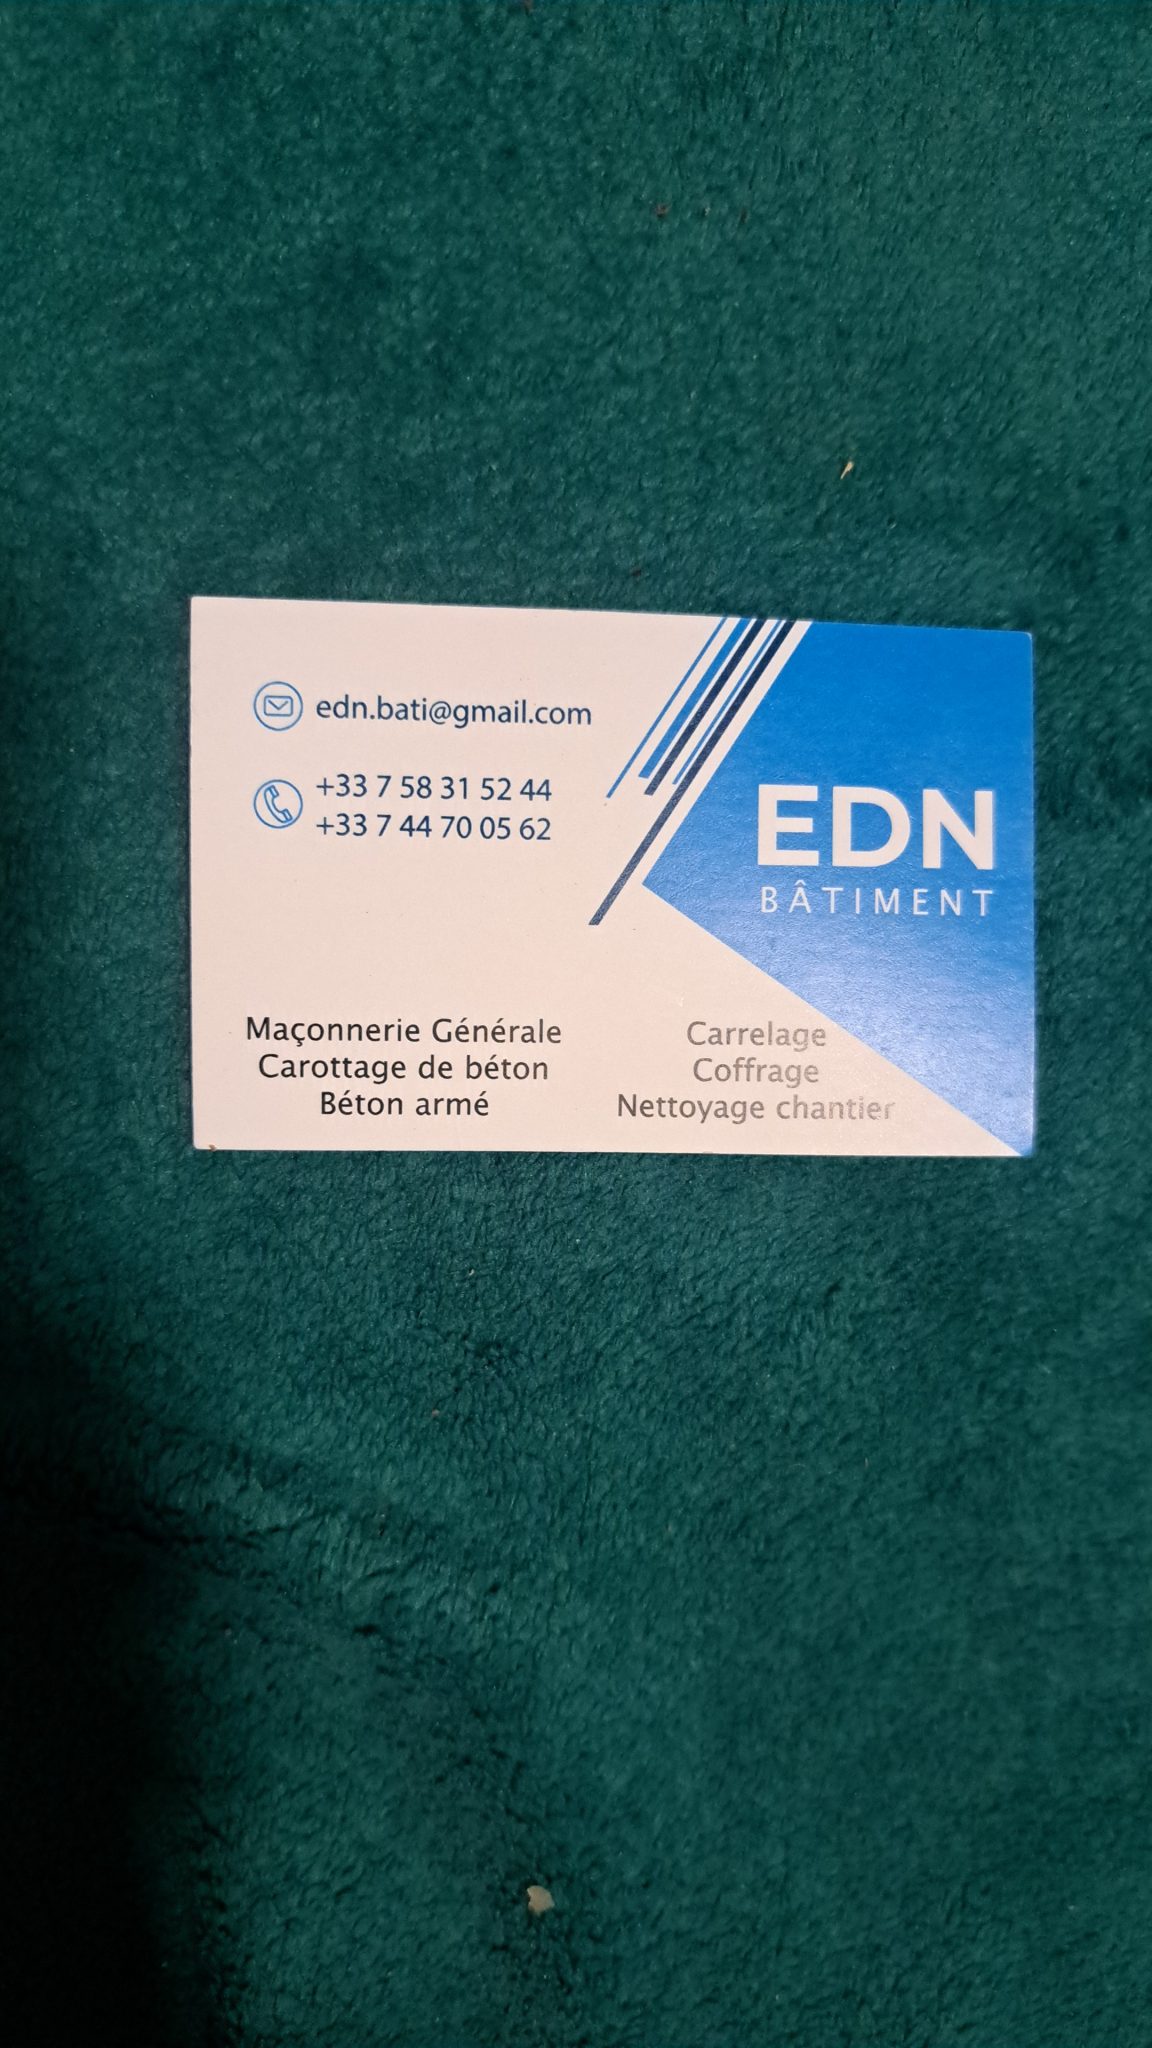 edn.bati@gmail.com
+33 7 58 31 52 44
+33 7 44 70 05 62
EDN
BÂTIMENT
Maçonnerie Générale
Carottage de béton
Béton armé
Carrelage
Coffrage
Nettoyage chantier